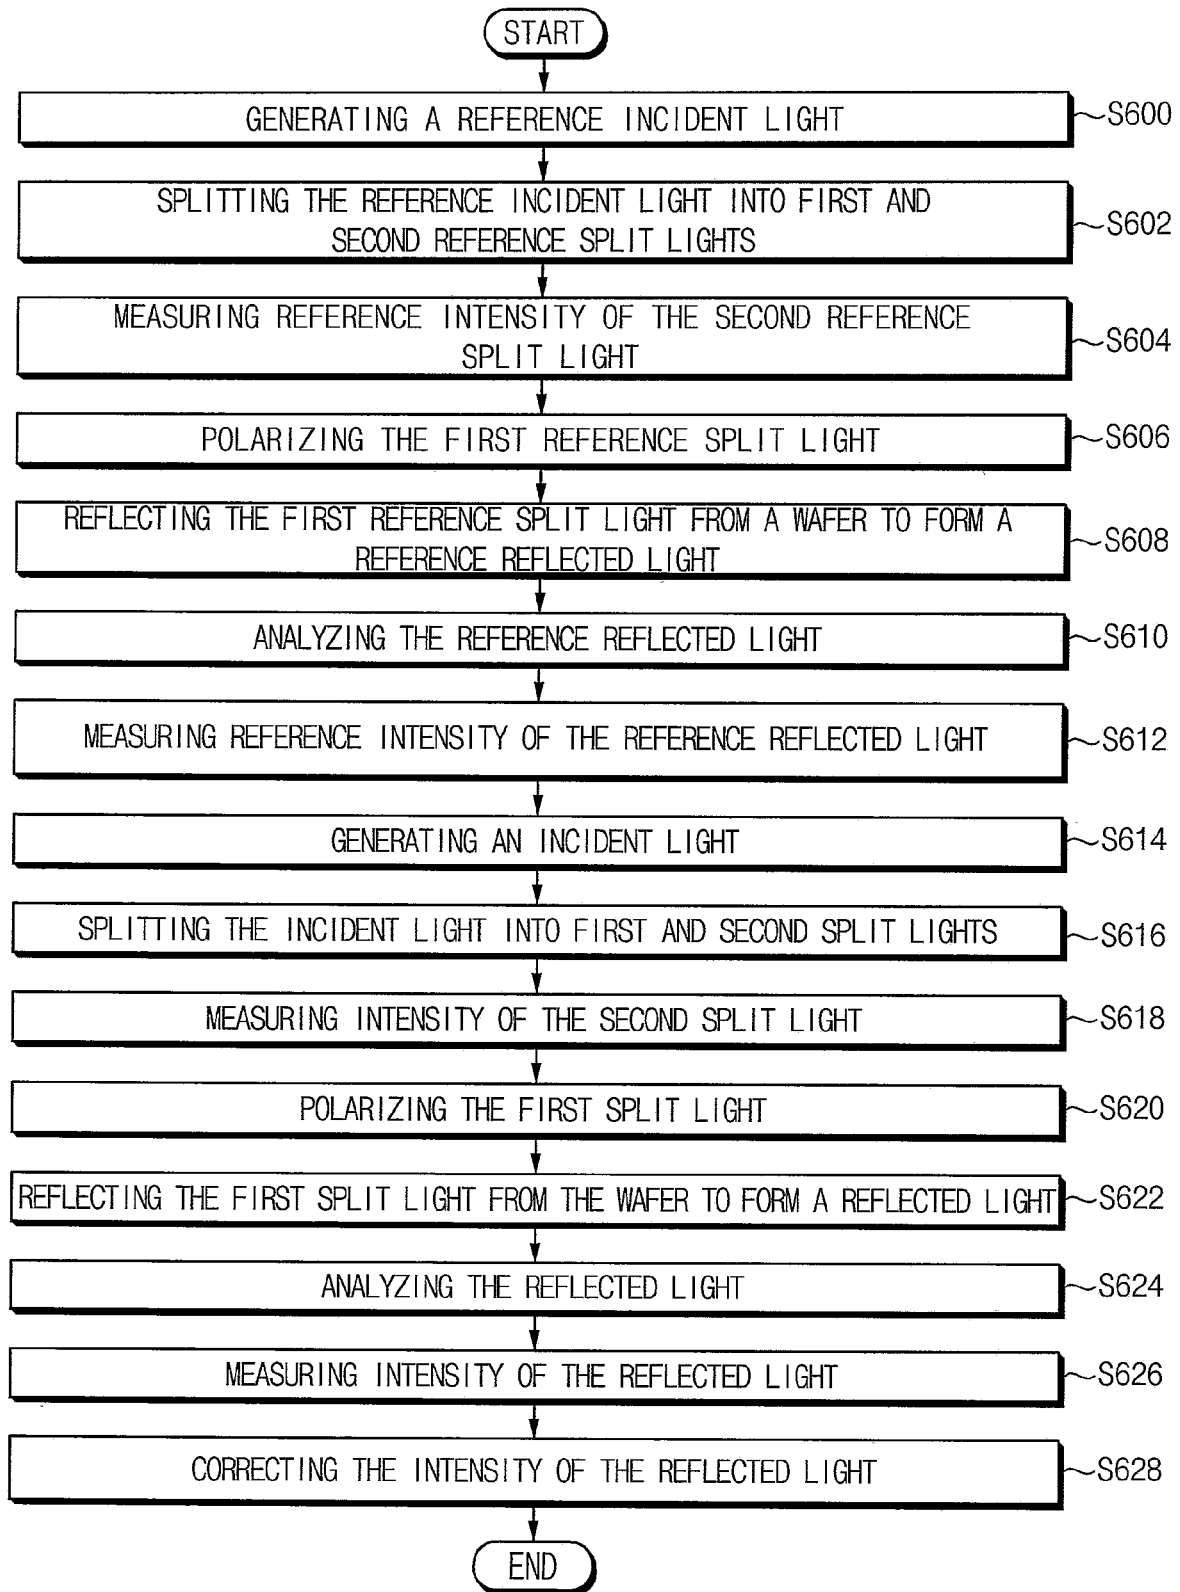 START
GENERATING A REFERENCE INCIDENT LIGHT
S600
SPLITTING THE REFERENCE INCIDENT LIGHT INTO FIRST AND
SECOND REFERENCE SPLIT LIGHTS
S602
MEASURING REFERENCE INTENSITY OF THE SECOND REFERENCE
SPLIT LIGHT
S604
POLARIZING THE FIRST REFERENCE SPLIT LIGHT
S606
REFLECTING THE FIRST REFERENCE SPLIT LIGHT FROM A WAFER TO FORM A
REFERENCE REFLECTED LIGHT
S608
ANALYZING THE REFERENCE REFLECTED LIGHT
S610
MEASURING REFERENCE INTENSITY OF THE REFERENCE REFLECTED LIGHT
S612
GENERATING AN INCIDENT LIGHT
S614
SPLITTING THE INCIDENT LIGHT INTO FIRST AND SECOND SPLIT LIGHTS
S616
MEASURING INTENSITY OF THE SECOND SPLIT LIGHT
S618
POLARIZING THE FIRST SPLIT LIGHT
S620
REFLECTING THE FIRST SPLIT LIGHT FROM THE WAFER TO FORM A REFLECTED LIGHT
S622
ANALYZING THE REFLECTED LIGHT
S624
MEASURING INTENSITY OF THE REFLECTED LIGHT
S626
CORRECTING THE INTENSITY OF THE REFLECTED LIGHT
S628
END